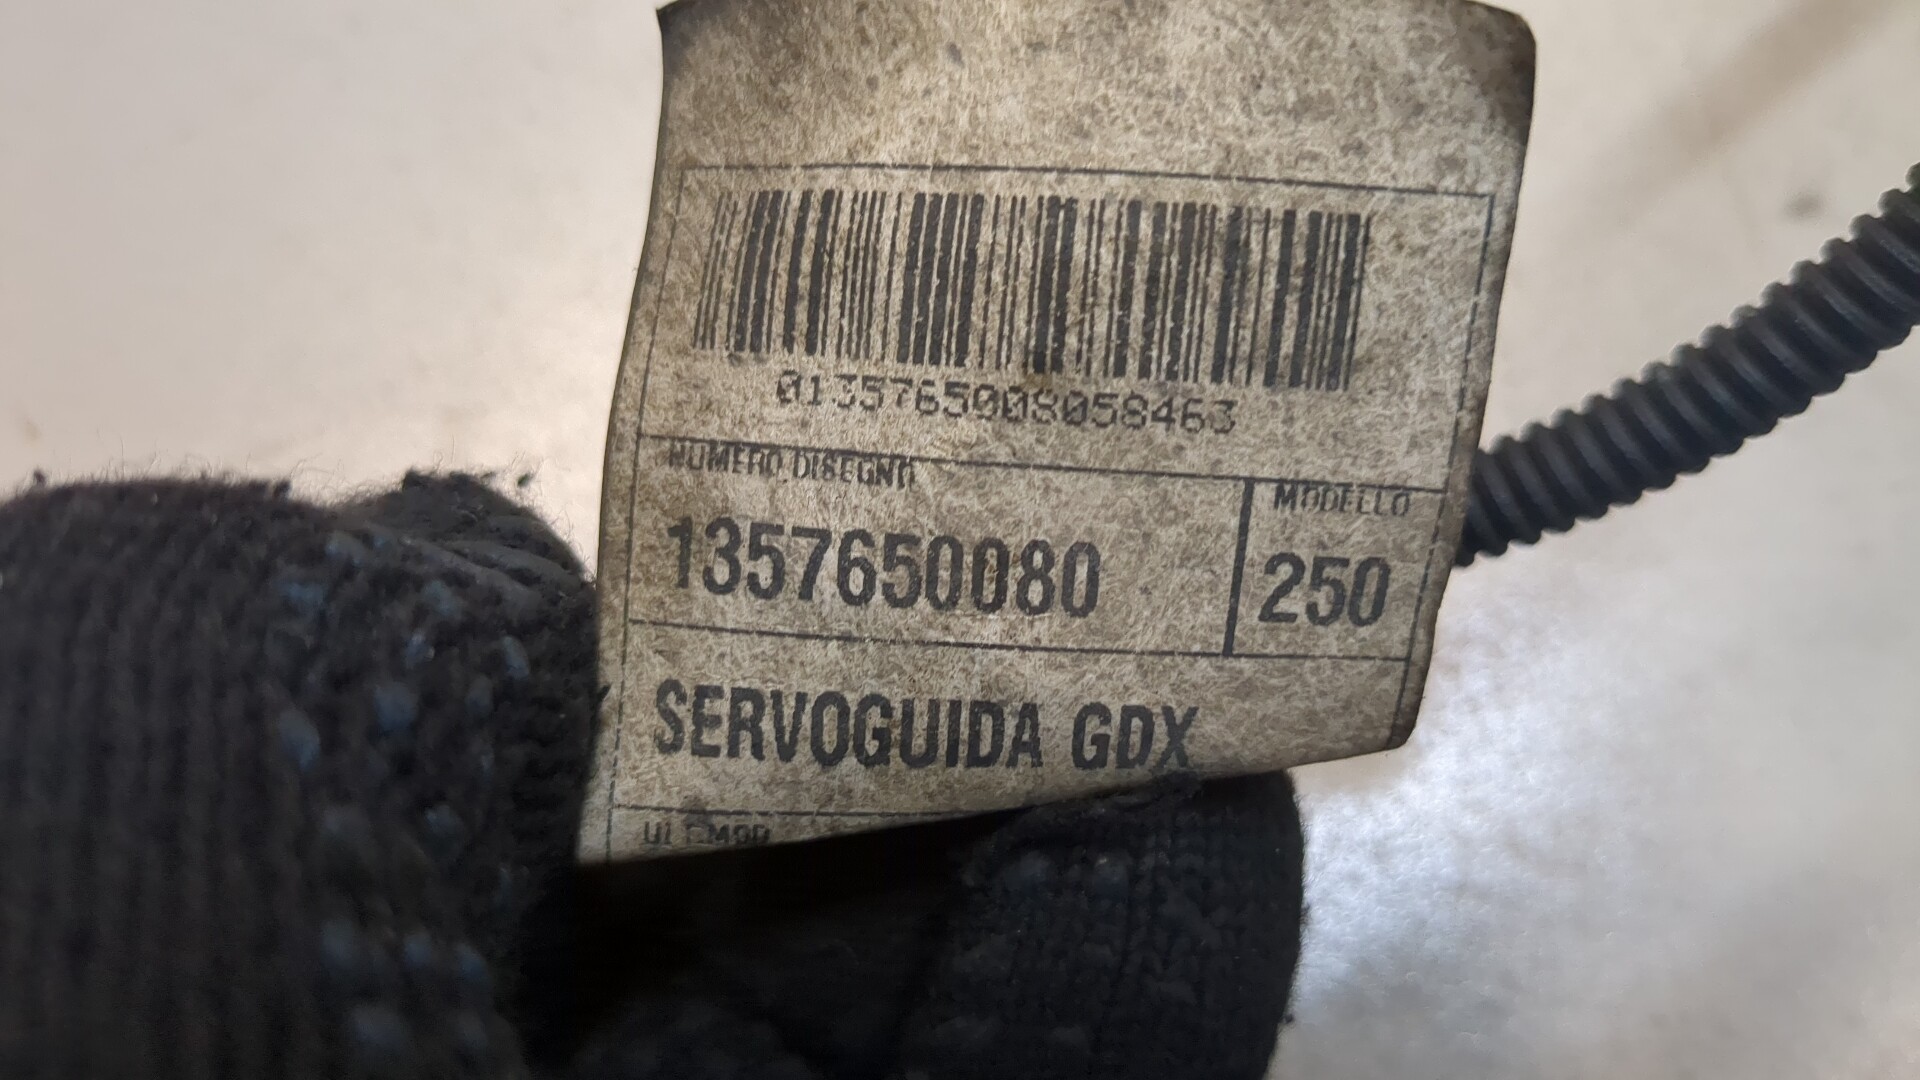 0135765008058463
NUMERO DISEGNO
MODELLO
1357650080
250
SERVOGUIDA GDX